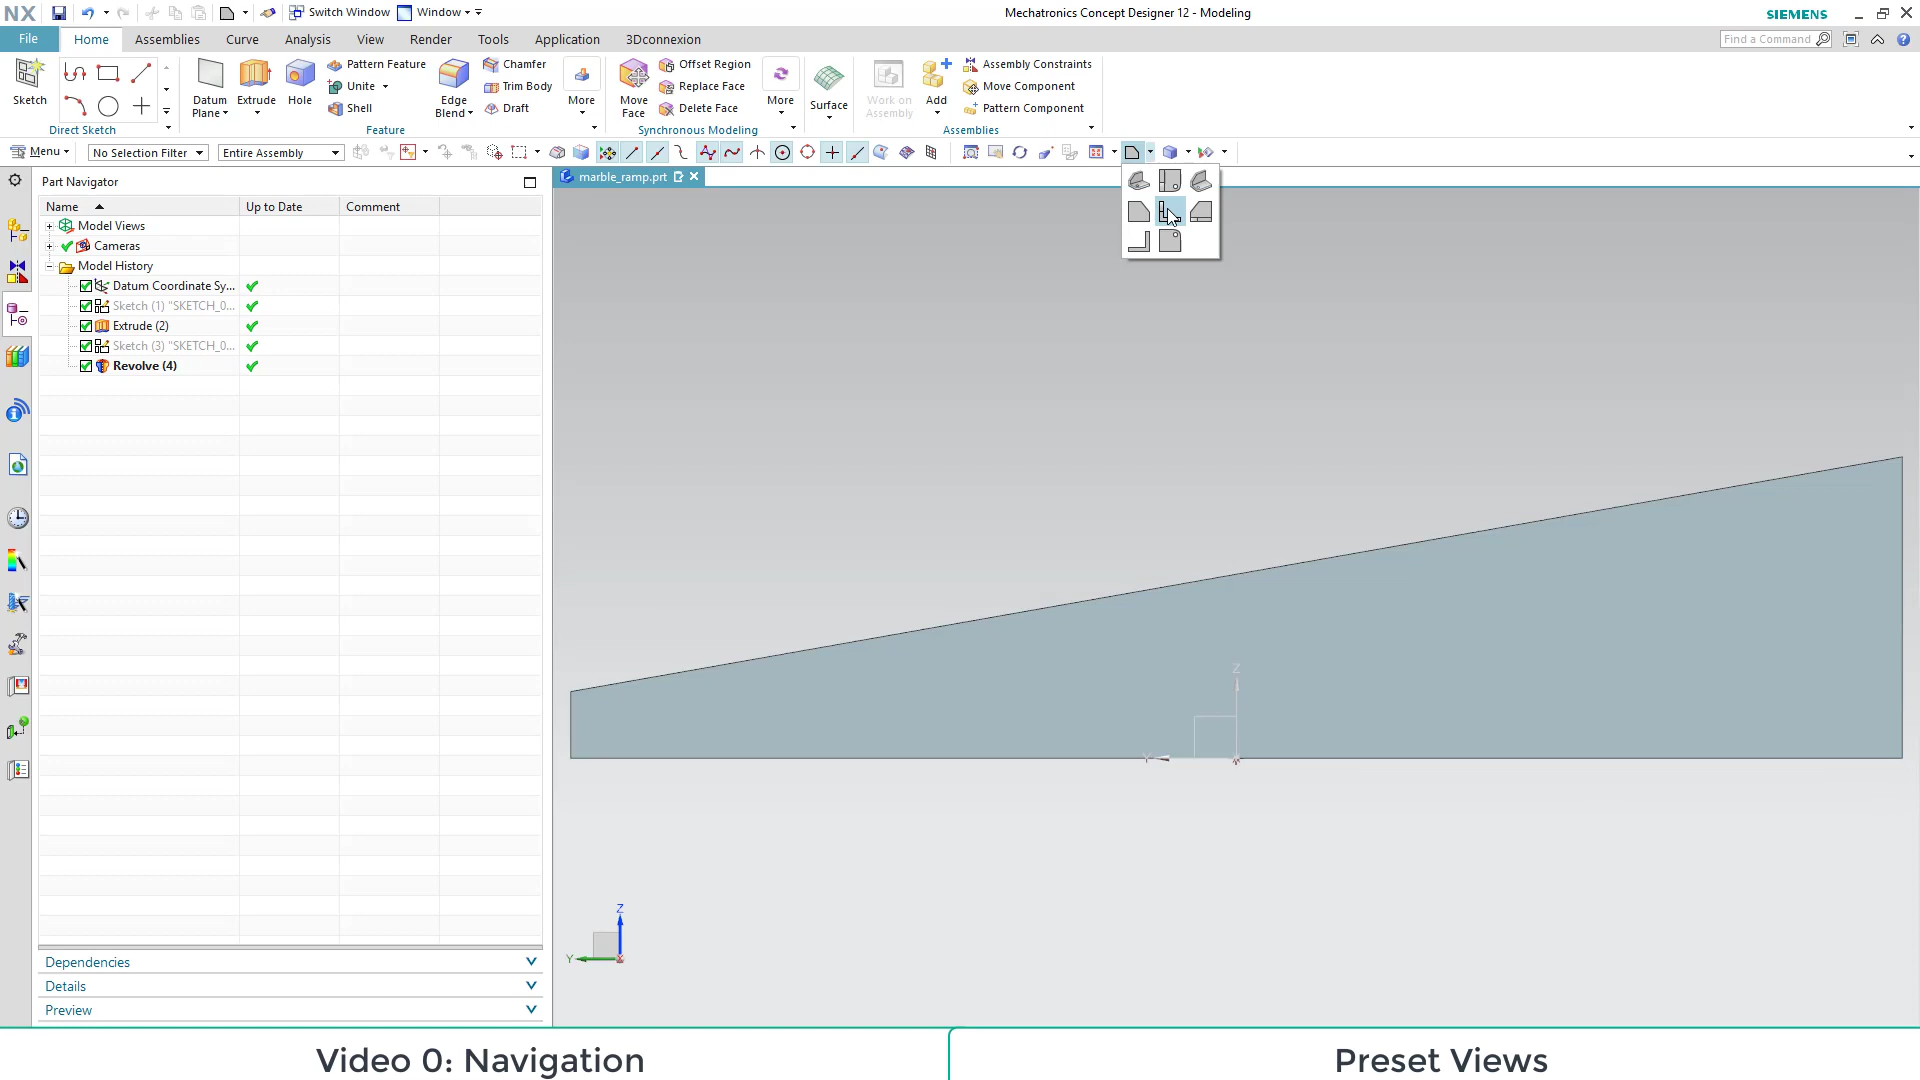 NX
Switch Window
Window
Mechatronics Concept Designer 12 - Modeling
SIEMENS
File
Home
Assemblies
Curve
Analysis
View
Render
Tools
Application
3Dconnexion
Find a Command
Sketch
Direct Sketch
Datum
Plane
Extrude
Hole
Pattern Feature
Unite
Shell
Edge
Blend
Chamfer
Trim Body
Draft
More
Feature
Move
Face
Offset Region
Replace Face
Delete Face
More
Synchronous Modeling
Surface
Work on
Assembly
Add
Assembly Constraints
Move Component
Pattern Component
Assemblies
Menu
No Selection Filter
Entire Assembly
Part Navigator
marble_ramp.prt
Name
Up to Date
Comment
Model Views
Cameras
Model History
Datum Coordinate Sy...
Sketch (1) "SKETCH_0...
Extrude (2)
Sketch (3) "SKETCH_0...
Revolve (4)
Z
Y
Z
Y
X
Dependencies
Details
Preview
Video 0: Navigation
Preset Views